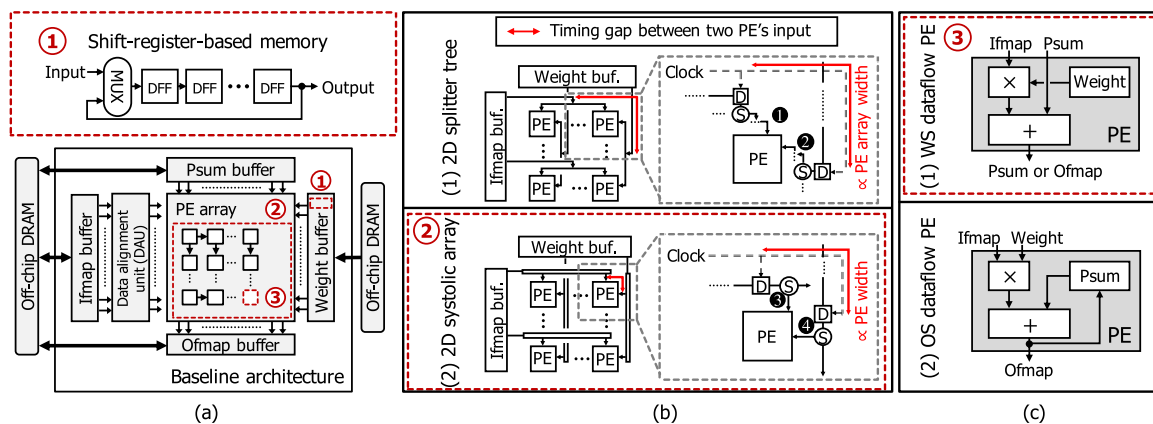 ①
Shift-register-based memory
Input
MUX
DFF
DFF
DFF
Output
Off-chip DRAM
Psum buffer
①
PE array
②
Ifmap buffer
Data alignment
unit (DAU)
Weight buffer
Off-chip DRAM
③
Ofmap buffer
Baseline architecture
(a)
Timing gap between two PE's input
(1) 2D splitter tree
Weight buf.
Ifmap buf.
PE
PE
PE
PE
Clock
D
S
❶
❷
PE
S
D
∝ PE array width
②
(2) 2D systolic array
Weight buf.
Ifmap buf.
PE
PE
PE
PE
Clock
D
S
❸
D
❹
PE
S
∝ PE width
(b)
③
(1) WS dataflow PE
Ifmap
Psum
×
Weight
+
PE
Psum or Ofmap
(2) OS dataflow PE
Ifmap
Weight
×
Psum
+
PE
Ofmap
(c)